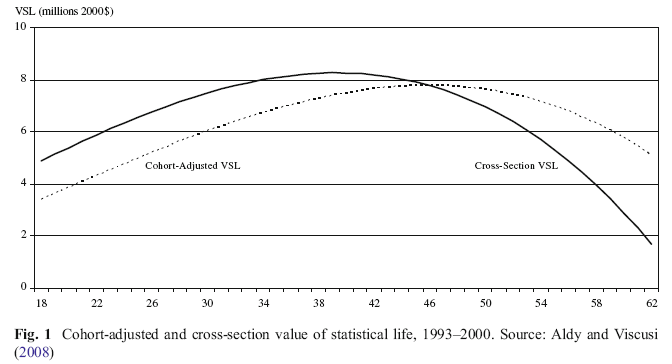 VSL (millions 2000$)
10
8
6
4
2
0
Cohort-Adjusted VSL
Cross-Section VSL
18 22 26 30 34 38 42 46 50 54 58 62
Fig. 1 Cohort-adjusted and cross-section value of statistical life, 1993–2000. Source: Aldy and Viscusi
(2008)